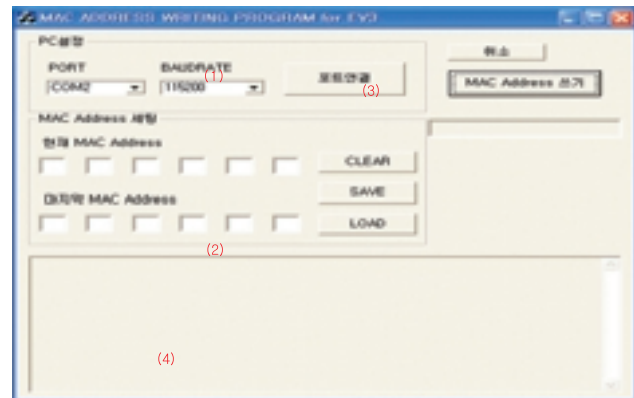 MAC ADDRESS WRITING PROGRAM for EV3
PC설정
PORT
BAUDRATE
(1)
COM2
115200
포트연결
(3)
취소
MAC Address 쓰기
MAC Address 세팅
현재 MAC Address
CLEAR
마지막 MAC Address
SAVE
LOAD
(2)
(4)